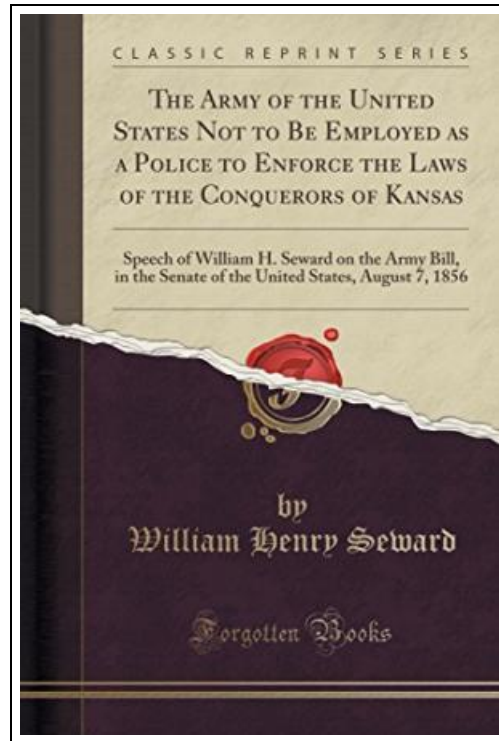 CLASSIC REPRINT SERIES
THE ARMY OF THE UNITED
STATES NOT TO BE EMPLOYED AS
A POLICE TO ENFORCE THE LAWS
OF THE CONQUERORS OF KANSAS
Speech of William H. Seward on the Army Bill,
in the Senate of the United States, August 7, 1856
by
William Henry Seward
Forgotten Books